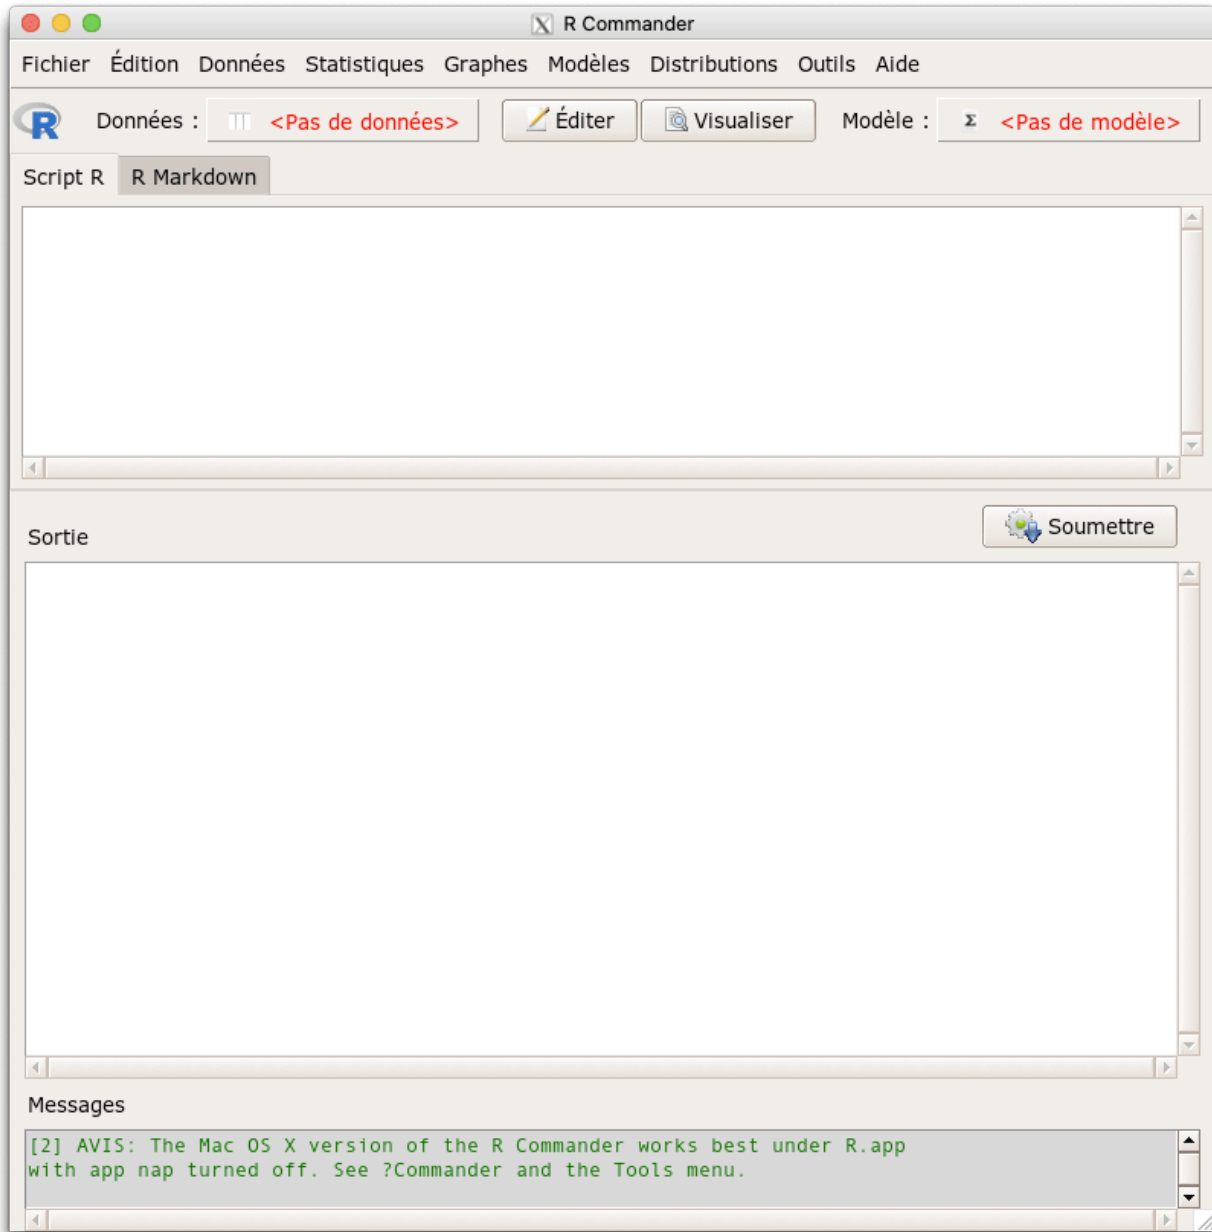 R Commander
Fichier Édition Données Statistiques Graphes Modèles Distributions Outils Aide
R Données : <Pas de données> Éditer Visualiser Modèle : Σ <Pas de modèle>
Script R R Markdown
Soumettre
Sortie
Messages
[2] AVIS: The Mac OS X version of the R Commander works best under R.app
with app nap turned off. See ?Commander and the Tools menu.